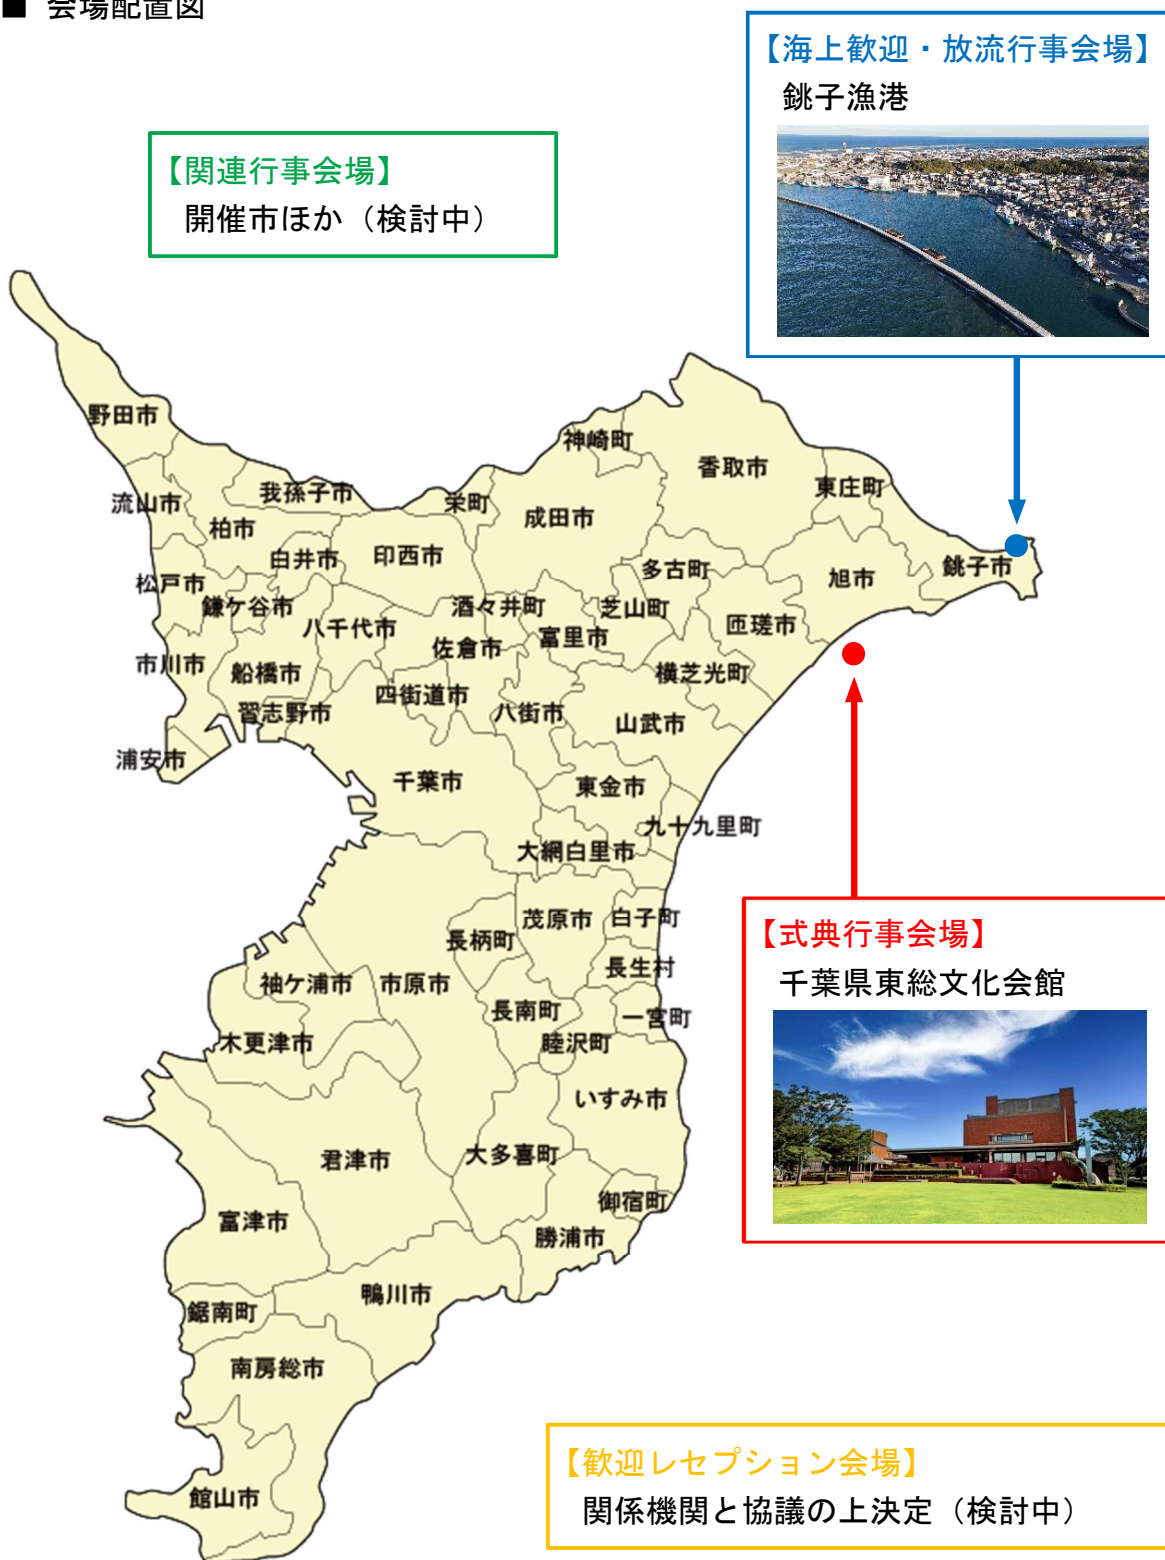 ■ 会場配置図
【海上歓迎・放流行事会場】
銚子漁港
【関連行事会場】
開催市ほか（検討中）
野田市
流山市
柏市
我孫子市
栄町
神崎町
成田市
香取市
東庄町
松戸市
鎌ケ谷市
白井市
印西市
酒々井町
芝山町
多古町
旭市
銚子市
市川市
船橋市
八千代市
佐倉市
富里市
匝瑳市
習志野市
四街道市
八街市
横芝光町
山武市
浦安市
千葉市
東金市
九十九里町
大網白里市
茂原市
白子町
長柄町
長生村
袖ケ浦市
市原市
長南町
一宮町
木更津市
睦沢町
いすみ市
君津市
大多喜町
御宿町
富津市
勝浦市
鴨川市
鋸南町
南房総市
館山市
【式典行事会場】
千葉県東総文化会館
【歓迎レセプション会場】
関係機関と協議の上決定（検討中）